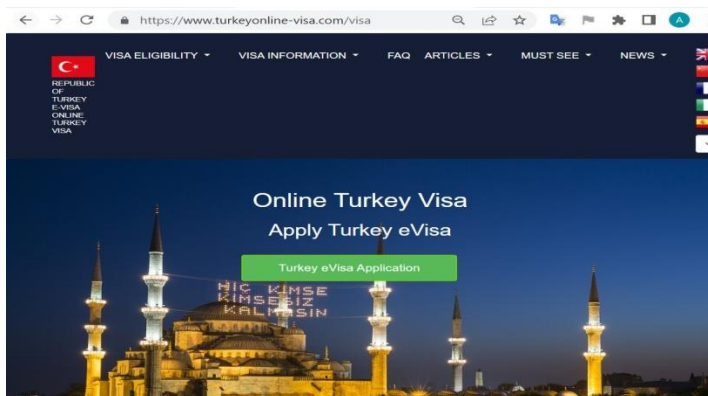 https://www.turkeyonline-visa.com/visa
A
VISA ELIGIBILITY
VISA INFORMATION
FAQ
ARTICLES
MUST SEE
NEWS
REPUBLIC
OF
TURKEY
E-VISA
ONLINE
TURKEY
VISA
Online Turkey Visa
Apply Turkey eVisa
Turkey eVisa Application
HİÇ KİMSE
KİMSESİZ
KALMASIN